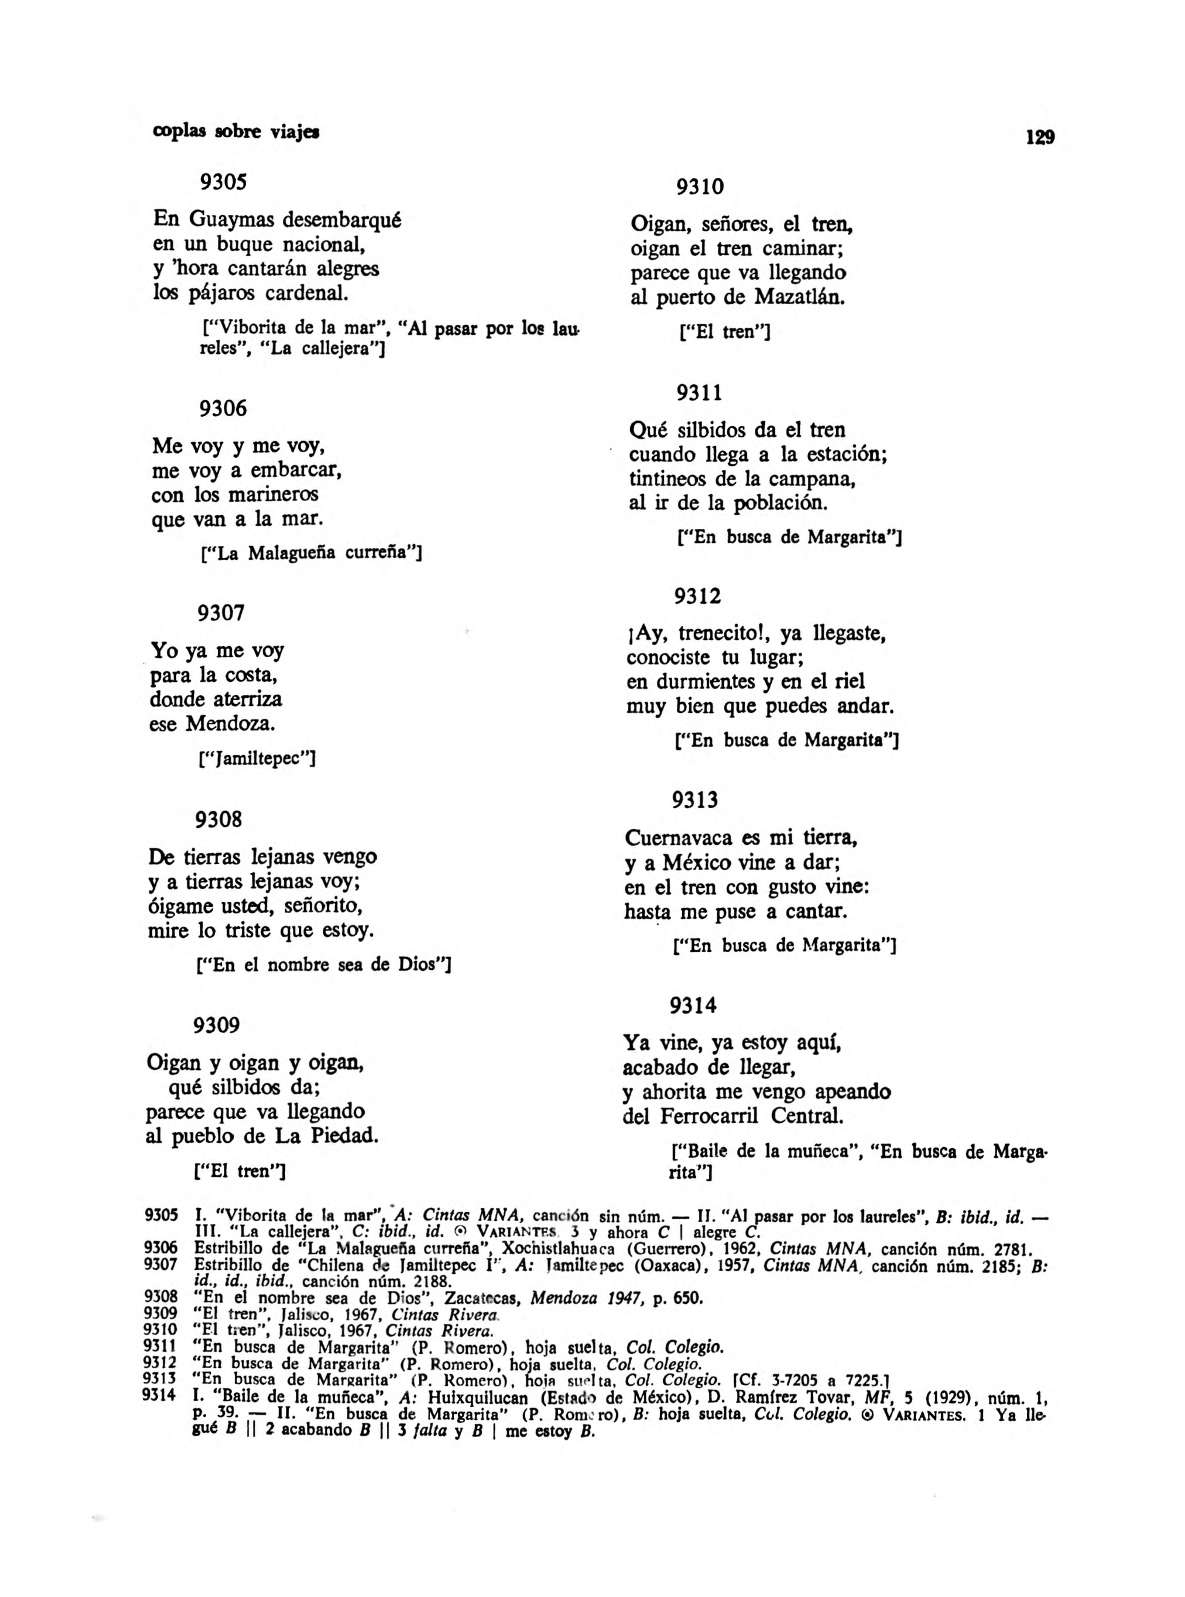 coplas sobre viajes
129
9305
En Guaymas desembarqué
en un buque nacional,
y 'hora cantarán alegres
los pájaros cardenal.
["Viborita de la mar", "Al pasar por los lau-
reles", "La callejera"]
9306
Me voy y me voy,
me voy a embarcar,
con los marineros
que van a la mar.
["La Malagueña curreña"]
9307
Yo ya me voy
para la costa,
donde aterriza
ese Mendoza.
["Jamiltepec"]
9308
De tierras lejanas vengo
y a tierras lejanas voy;
óigame usted, señorito,
mire lo triste que estoy.
["En el nombre sea de Dios"]
9309
Oigan y oigan y oigan,
qué silbidos da;
parece que va llegando
al pueblo de La Piedad.
["El tren"]
9310
Oigan, señores, el tren,
oigan el tren caminar;
parece que va llegando
al puerto de Mazatlán.
["El tren"]
9311
Qué silbidos da el tren
cuando llega a la estación;
tintineos de la campana,
al ir de la población.
["En busca de Margarita"]
9312
¡Ay, trenecito!, ya llegaste,
conociste tu lugar;
en durmientes y en el riel
muy bien que puedes andar.
["En busca de Margarita"]
9313
Cuernavaca es mi tierra,
y a México vine a dar;
en el tren con gusto vine:
hasta me puse a cantar.
["En busca de Margarita"]
9314
Ya vine, ya estoy aquí,
acabado de llegar,
y ahorita me vengo apeando
del Ferrocarril Central.
["Baile de la muñeca", "En busca de Marga-
rita"]
9305 I. "Viborita de la mar", A: Cintas MNA, canción sin núm. — II. "Al pasar por los laureles", B: ibid., id. —
III. "La callejera", C: ibid., id. ⊙ VARIANTES. 3 y ahora C | alegre C.
9306 Estribillo de "La Malagueña curreña", Xochistlahuaca (Guerrero), 1962, Cintas MNA, canción núm. 2781.
9307 Estribillo de "Chilena de Jamiltepec I", A: Jamiltepec (Oaxaca), 1957, Cintas MNA, canción núm. 2185; B:
id., id., ibid., canción núm. 2188.
9308 "En el nombre sea de Dios", Zacatecas, Mendoza 1947, p. 650.
9309 "El tren", Jalisco, 1967, Cintas Rivera.
9310 "El tren", Jalisco, 1967, Cintas Rivera.
9311 "En busca de Margarita" (P. Romero), hoja suelta, Col. Colegio.
9312 "En busca de Margarita" (P. Romero), hoja suelta, Col. Colegio.
9313 "En busca de Margarita" (P. Romero), hoja suelta, Col. Colegio. [Cf. 3-7205 a 7225.]
9314 I. "Baile de la muñeca", A: Huixquilucan (Estado de México), D. Ramírez Tovar, MF, 5 (1929), núm. 1,
p. 39. — II. "En busca de Margarita" (P. Romero), B: hoja suelta, Col. Colegio. ⊙ VARIANTES. 1 Ya lle-
gué B || 2 acabando B || 3 falta y B | me estoy B.